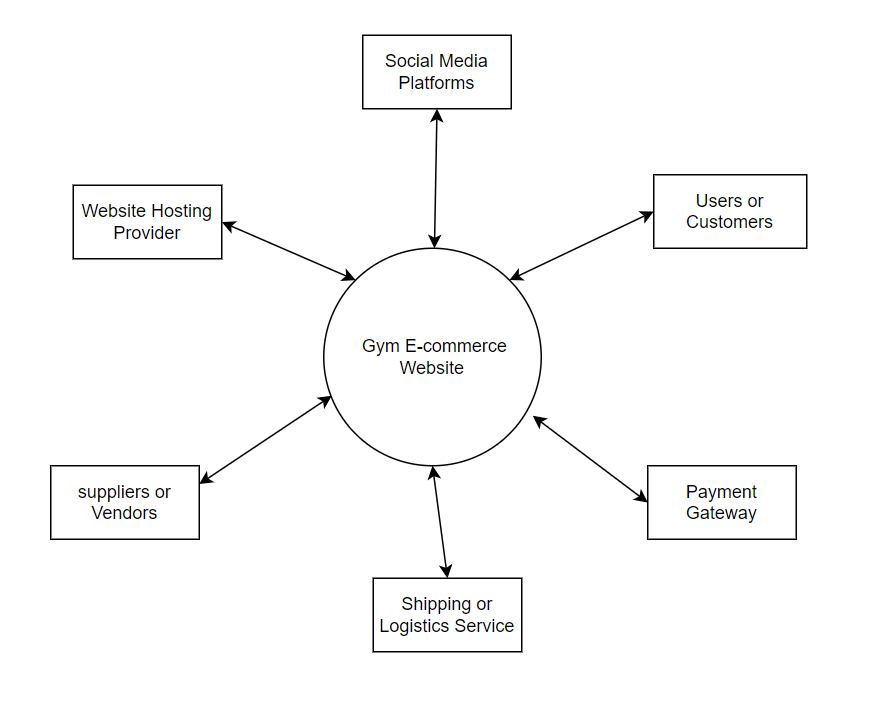 Social Media
Platforms
Website Hosting
Provider
Users or
Customers
Gym E-commerce
Website
suppliers or
Vendors
Payment
Gateway
Shipping or
Logistics Service